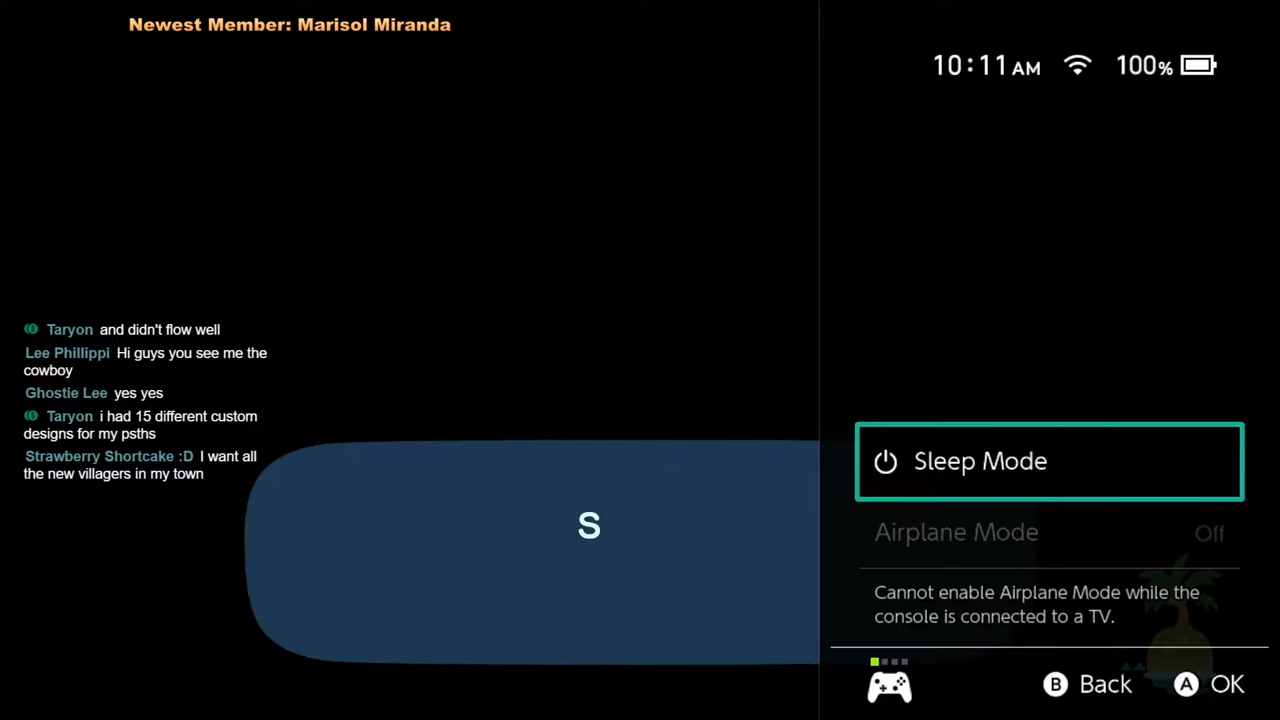 Newest Member: Marisol Miranda
10:11 AM 100%
Taryon and didn't flow well
Lee Phillippi Hi guys you see me the
cowboy
Ghostie Lee yes yes
Taryon i had 15 different custom
designs for my psths
Strawberry Shortcake :D I want all
the new villagers in my town
S
Sleep Mode
Airplane Mode Off
Cannot enable Airplane Mode while the
console is connected to a TV.
B Back A OK